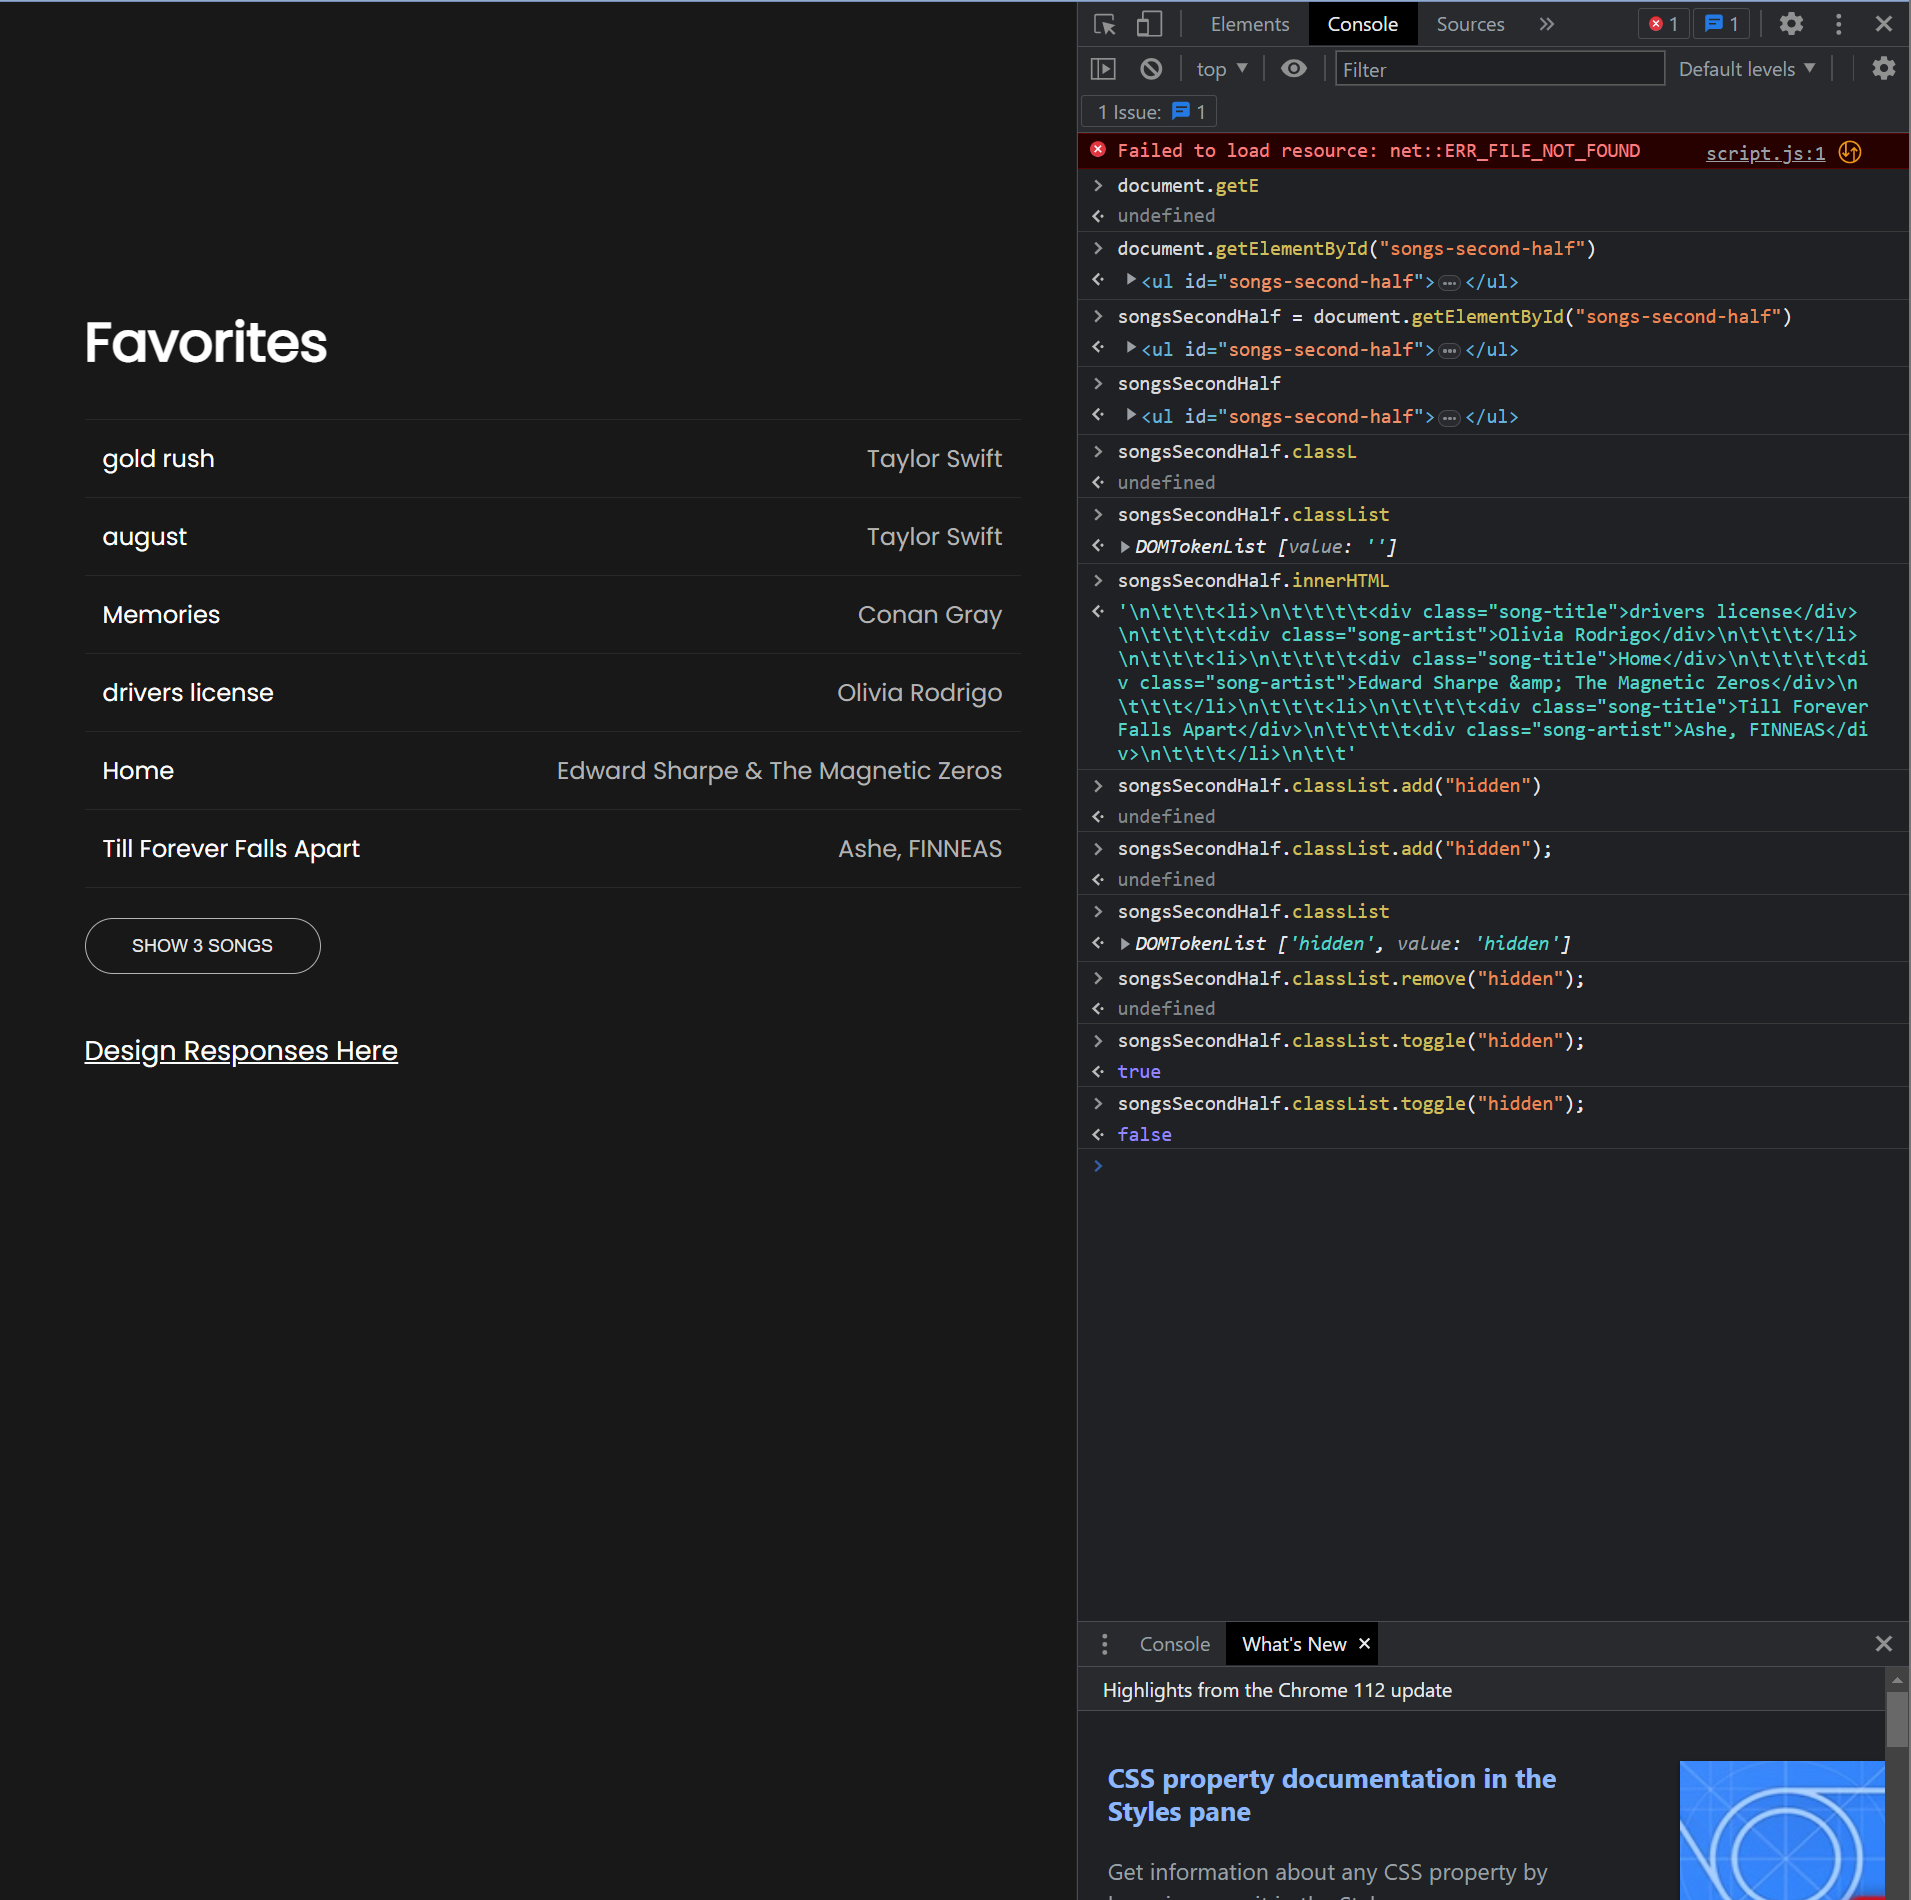 Favorites
gold rush Taylor Swift
august Taylor Swift
Memories Conan Gray
drivers license Olivia Rodrigo
Home Edward Sharpe & The Magnetic Zeros
Till Forever Falls Apart Ashe, FINNEAS
SHOW 3 SONGS
Design Responses Here
Elements Console Sources 1 1
top Filter Default levels
1 Issue: 1
Failed to load resource: net::ERR_FILE_NOT_FOUND script.js:1
document.getE
undefined
document.getElementById("songs-second-half")
<ul id="songs-second-half">…</ul>
songsSecondHalf = document.getElementById("songs-second-half")
<ul id="songs-second-half">…</ul>
songsSecondHalf
<ul id="songs-second-half">…</ul>
songsSecondHalf.classL
undefined
songsSecondHalf.classList
DOMTokenList [value: '']
songsSecondHalf.innerHTML
'\n\t\t\t<li>\n\t\t\t\t<div class="song-title">drivers license</div>
\n\t\t\t\t<div class="song-artist">Olivia Rodrigo</div>\n\t\t\t</li>
\n\t\t\t<li>\n\t\t\t\t<div class="song-title">Home</div>\n\t\t\t\t<di
v class="song-artist">Edward Sharpe &amp; The Magnetic Zeros</div>\n
\t\t\t</li>\n\t\t\t<li>\n\t\t\t\t<div class="song-title">Till Forever
Falls Apart</div>\n\t\t\t\t<div class="song-artist">Ashe, FINNEAS</di
v>\n\t\t\t</li>\n\t\t'
songsSecondHalf.classList.add("hidden")
undefined
songsSecondHalf.classList.add("hidden");
undefined
songsSecondHalf.classList
DOMTokenList ['hidden', value: 'hidden']
songsSecondHalf.classList.remove("hidden");
undefined
songsSecondHalf.classList.toggle("hidden");
true
songsSecondHalf.classList.toggle("hidden");
false
Console What's New
Highlights from the Chrome 112 update
CSS property documentation in the
Styles pane
Get information about any CSS property by